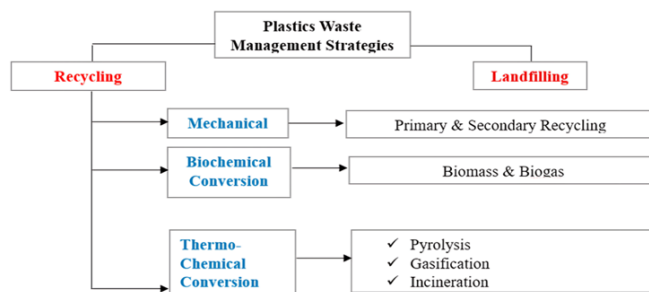 Plastics Waste
Management Strategies
Recycling
Landfilling
Mechanical
Primary & Secondary Recycling
Biochemical
Conversion
Biomass & Biogas
Thermo-
Chemical
Conversion
✓ Pyrolysis
✓ Gasification
✓ Incineration